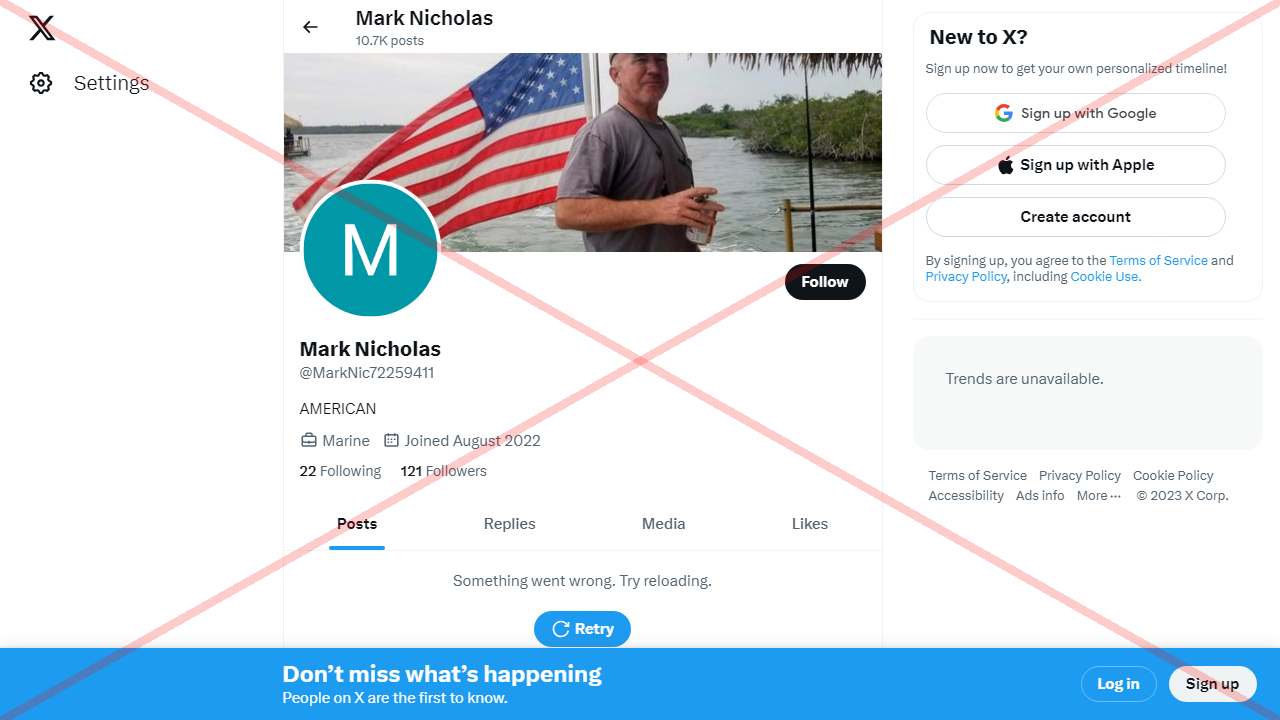 Settings
Mark Nicholas
10.7K posts
M
Follow
Mark Nicholas
@MarkNic72259411
AMERICAN
Marine Joined August 2022
22 Following 121 Followers
Posts Replies Media Likes
Something went wrong. Try reloading.
Retry
New to X?
Sign up now to get your own personalized timeline!
Sign up with Google
Sign up with Apple
Create account
By signing up, you agree to the Terms of Service and
Privacy Policy, including Cookie Use.
Trends are unavailable.
Terms of Service Privacy Policy Cookie Policy
Accessibility Ads info More ··· © 2023 X Corp.
Don’t miss what’s happening
People on X are the first to know.
Log in Sign up